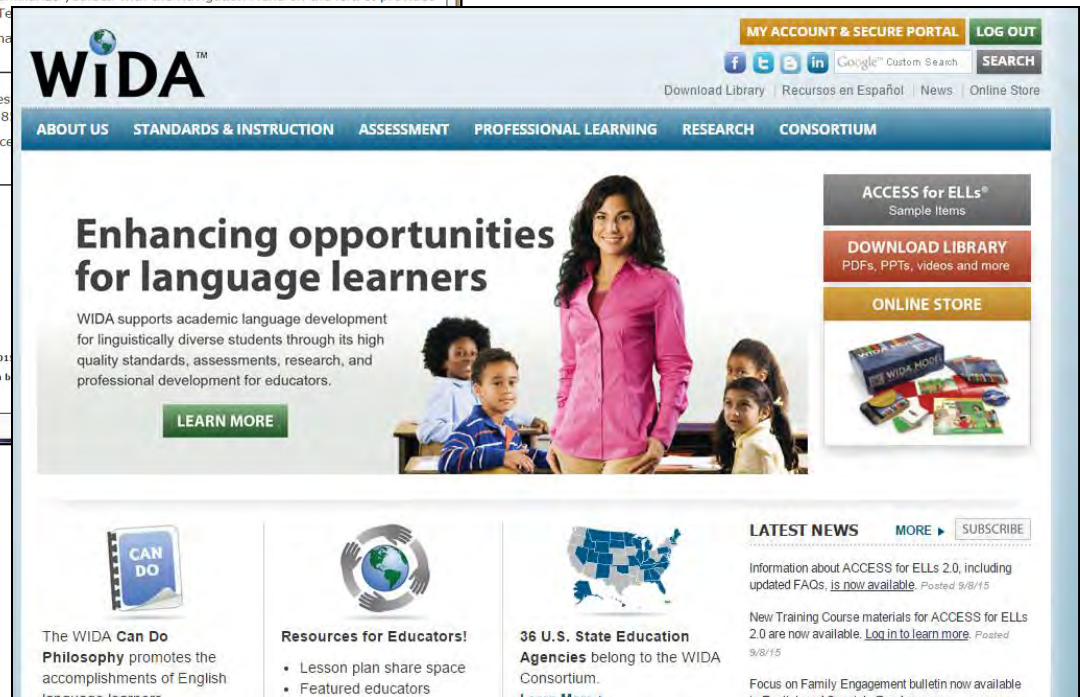 WiDA™
MY ACCOUNT & SECURE PORTAL LOG OUT
Google™ Custom Search SEARCH
Download Library | Recursos en Español | News | Online Store
ABOUT US STANDARDS & INSTRUCTION ASSESSMENT PROFESSIONAL LEARNING RESEARCH CONSORTIUM
Enhancing opportunities
for language learners
WIDA supports academic language development
for linguistically diverse students through its high
quality standards, assessments, research, and
professional development for educators.
LEARN MORE
ACCESS for ELLs®
Sample Items
DOWNLOAD LIBRARY
PDFs, PPTs, videos and more
ONLINE STORE
WIDA MODEL
CAN
DO
The WIDA Can Do
Philosophy promotes the
accomplishments of English
language learners
Resources for Educators!
• Lesson plan share space
• Featured educators
36 U.S. State Education
Agencies belong to the WIDA
Consortium.
LATEST NEWS MORE ▸ SUBSCRIBE
Information about ACCESS for ELLs 2.0, including
updated FAQs, is now available. Posted 9/8/15
New Training Course materials for ACCESS for ELLs
2.0 are now available. Log in to learn more. Posted
9/8/15
Focus on Family Engagement bulletin now available